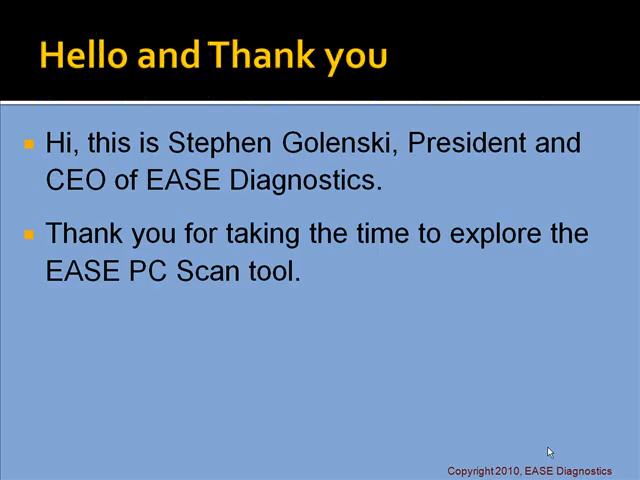 Hello and Thank you
Hi, this is Stephen Golenski, President and
CEO of EASE Diagnostics.
Thank you for taking the time to explore the
EASE PC Scan tool.
Copyright 2010, EASE Diagnostics